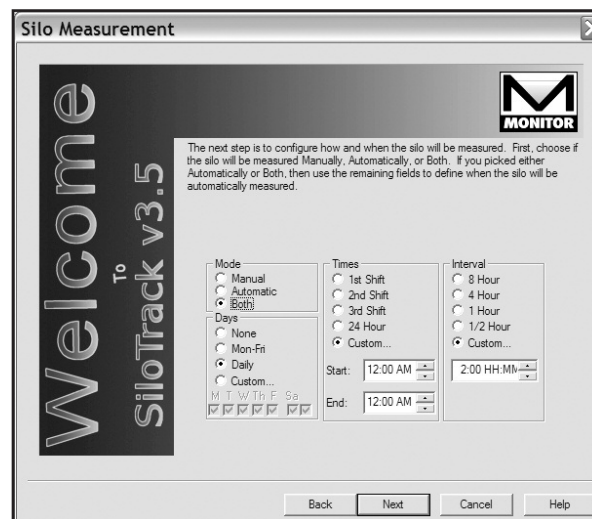 Silo Measurement
Welcome
To
SiloTrack v3.5
M
MONITOR
The next step is to configure how and when the silo will be measured. First, choose if
the silo will be measured Manually, Automatically, or Both. If you picked either
Automatically or Both, then use the remaining fields to define when the silo will be
automatically measured.
Mode
Manual
Automatic
Both
Days
None
Mon-Fri
Daily
Custom...
M T W Th F Sa
Times
1st Shift
2nd Shift
3rd Shift
24 Hour
Custom...
Start: 12:00 AM
End: 12:00 AM
Interval
8 Hour
4 Hour
1 Hour
1/2 Hour
Custom...
2:00 HH:MM
Back Next Cancel Help